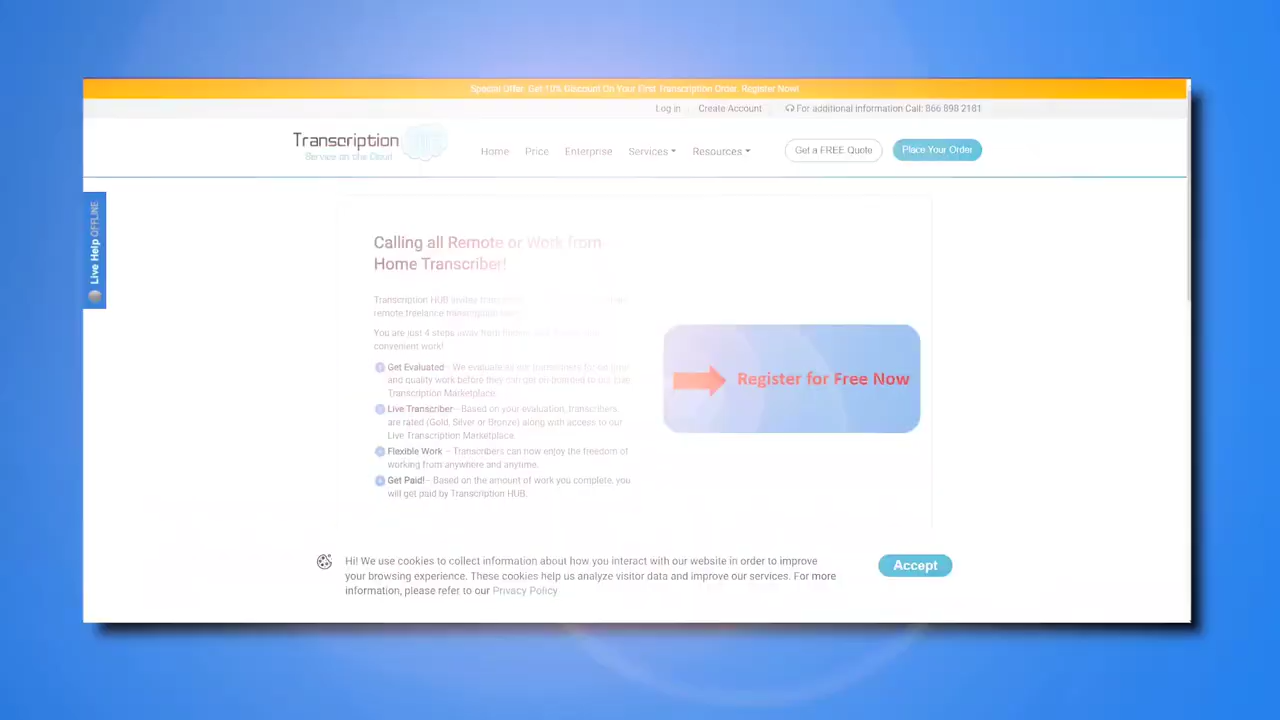 Special Offer: Get 10% Discount On Your First Transcription Order. Register Now!
Log in
Create Account
For additional information Call: 866 898 2181
Transcription HUB
Service on the Cloud
Home
Price
Enterprise
Services
Resources
Get a FREE Quote
Place Your Order
Live Help OFFLINE
Calling all Remote or Work from
Home Transcriber!
Transcription HUB invites
remote freelance transcription
You are just 4 steps away from
convenient work!
Get Evaluated - We evaluate all our transcribers for
and quality work before they can get on-boarded to our Live
Transcription Marketplace.
Live Transcriber - Based on your evaluation, transcribers
are rated (Gold, Silver or Bronze) along with access to our
Live Transcription Marketplace.
Flexible Work - Transcribers can now enjoy the freedom of
working from anywhere and anytime.
4 Get Paid! - Based on the amount of work you complete, you
will get paid by Transcription HUB.
Register for Free Now
Hi! We use cookies to collect information about how you interact with our website in order to improve
your browsing experience. These cookies help us analyze visitor data and improve our services. For more
information, please refer to our Privacy Policy
Accept